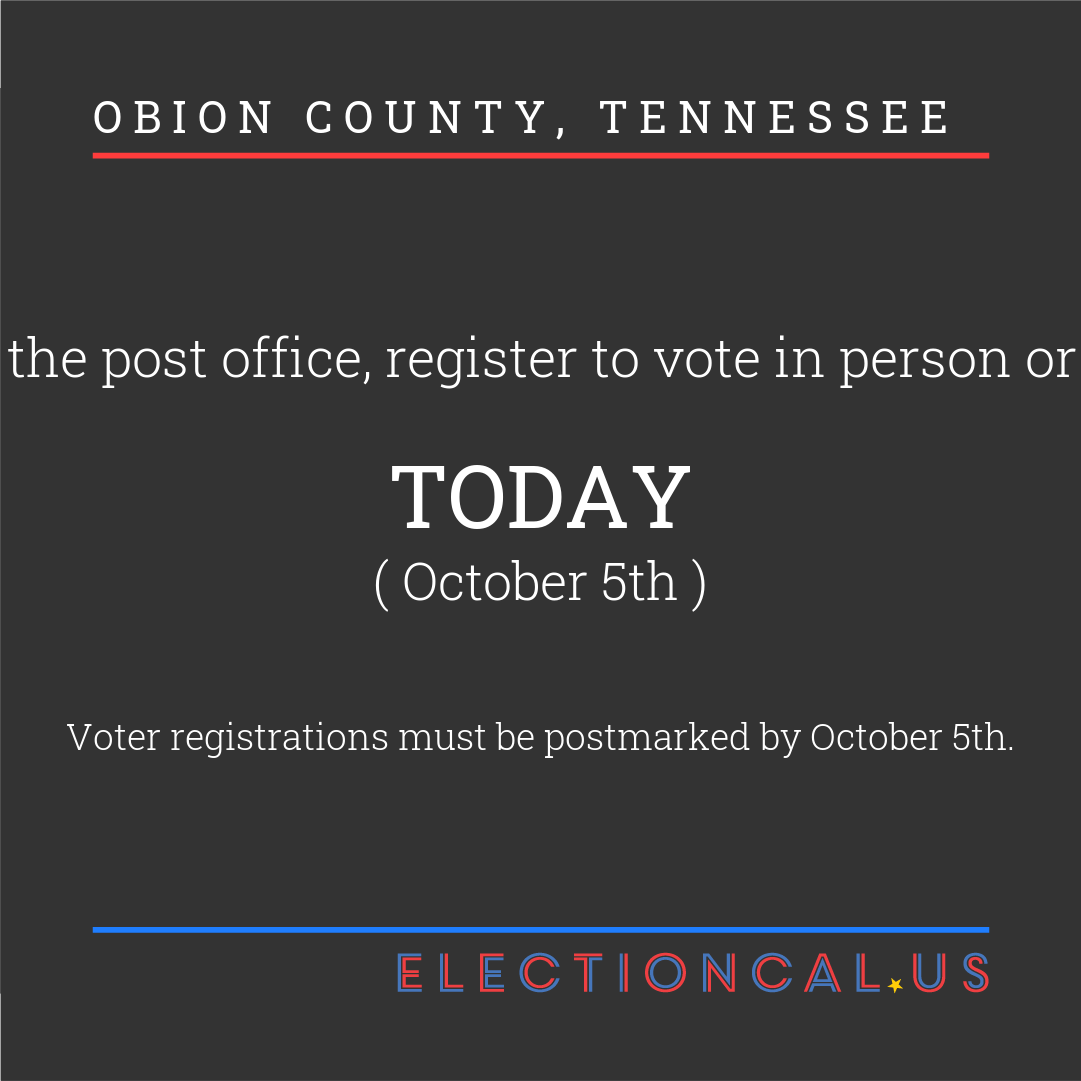 OBION COUNTY, TENNESSEE
the post office, register to vote in person or
TODAY
( October 5th )
Voter registrations must be postmarked by October 5th.
ELECTIONCAL.US